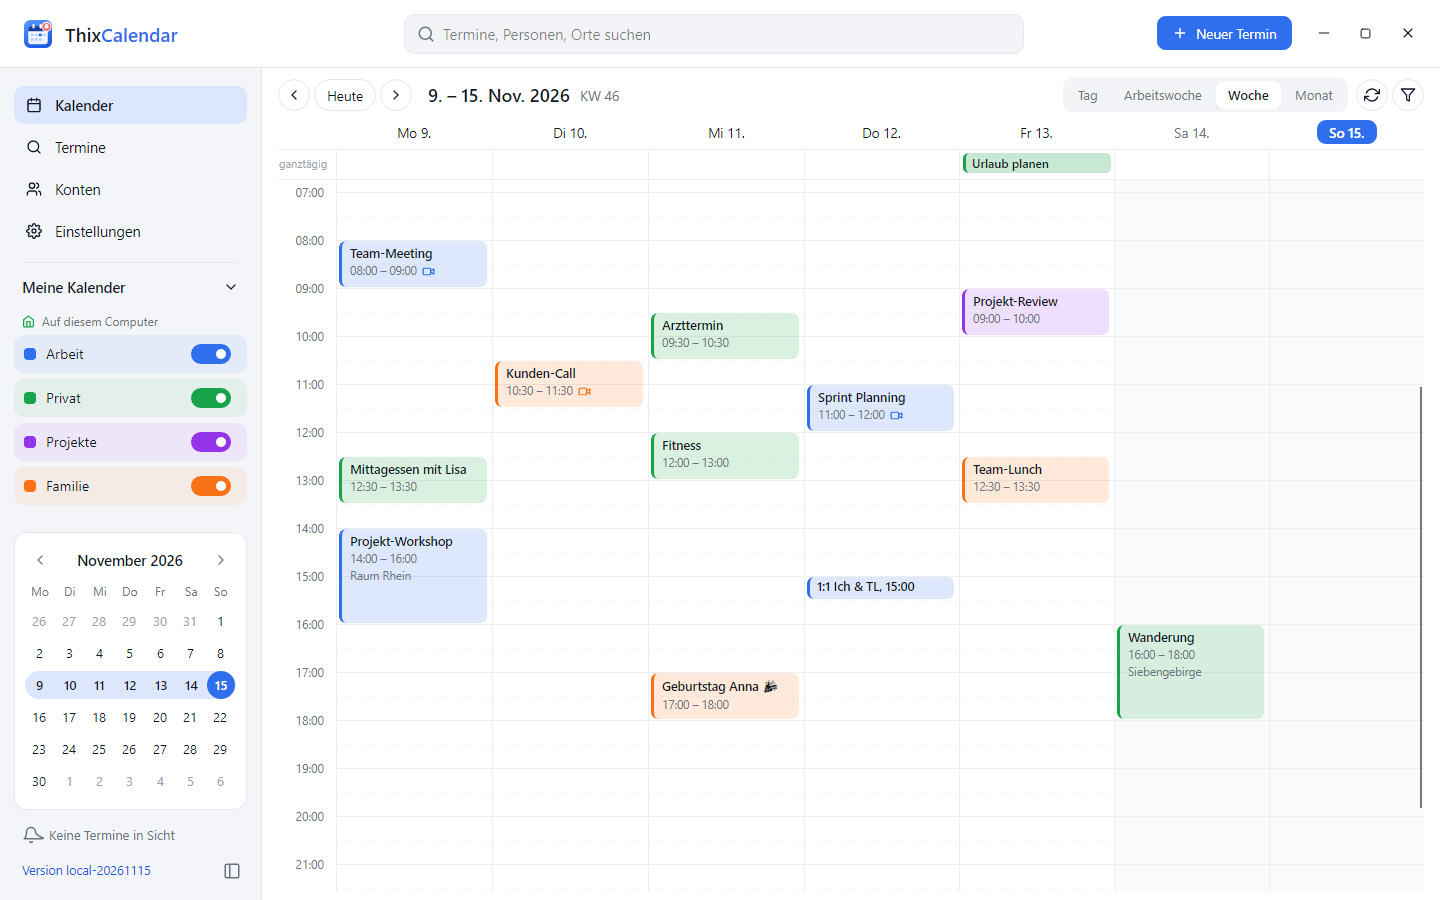 ThixCalendar
Termine, Personen, Orte suchen
Neuer Termin
Kalender
Termine
Konten
Einstellungen
Meine Kalender
Auf diesem Computer
Arbeit
Privat
Projekte
Familie
November 2026
Mo Di Mi Do Fr Sa So
26 27 28 29 30 31 1
2 3 4 5 6 7 8
9 10 11 12 13 14 15
16 17 18 19 20 21 22
23 24 25 26 27 28 29
30 1 2 3 4 5 6
Keine Termine in Sicht
Version local-20261115
Heute
9. – 15. Nov. 2026 KW 46
Tag Arbeitswoche Woche Monat
Mo 9. Di 10. Mi 11. Do 12. Fr 13. Sa 14. So 15.
ganztägig
Urlaub planen
07:00
08:00
Team-Meeting
08:00 – 09:00
09:00
Projekt-Review
09:00 – 10:00
Arzttermin
09:30 – 10:30
10:00
Kunden-Call
10:30 – 11:30
11:00
Sprint Planning
11:00 – 12:00
12:00
Fitness
12:00 – 13:00
Mittagessen mit Lisa
12:30 – 13:30
Team-Lunch
12:30 – 13:30
13:00
14:00
Projekt-Workshop
14:00 – 16:00
Raum Rhein
15:00
1:1 Ich & TL, 15:00
16:00
Wanderung
16:00 – 18:00
Siebengebirge
17:00
Geburtstag Anna 🎉
17:00 – 18:00
18:00
19:00
20:00
21:00